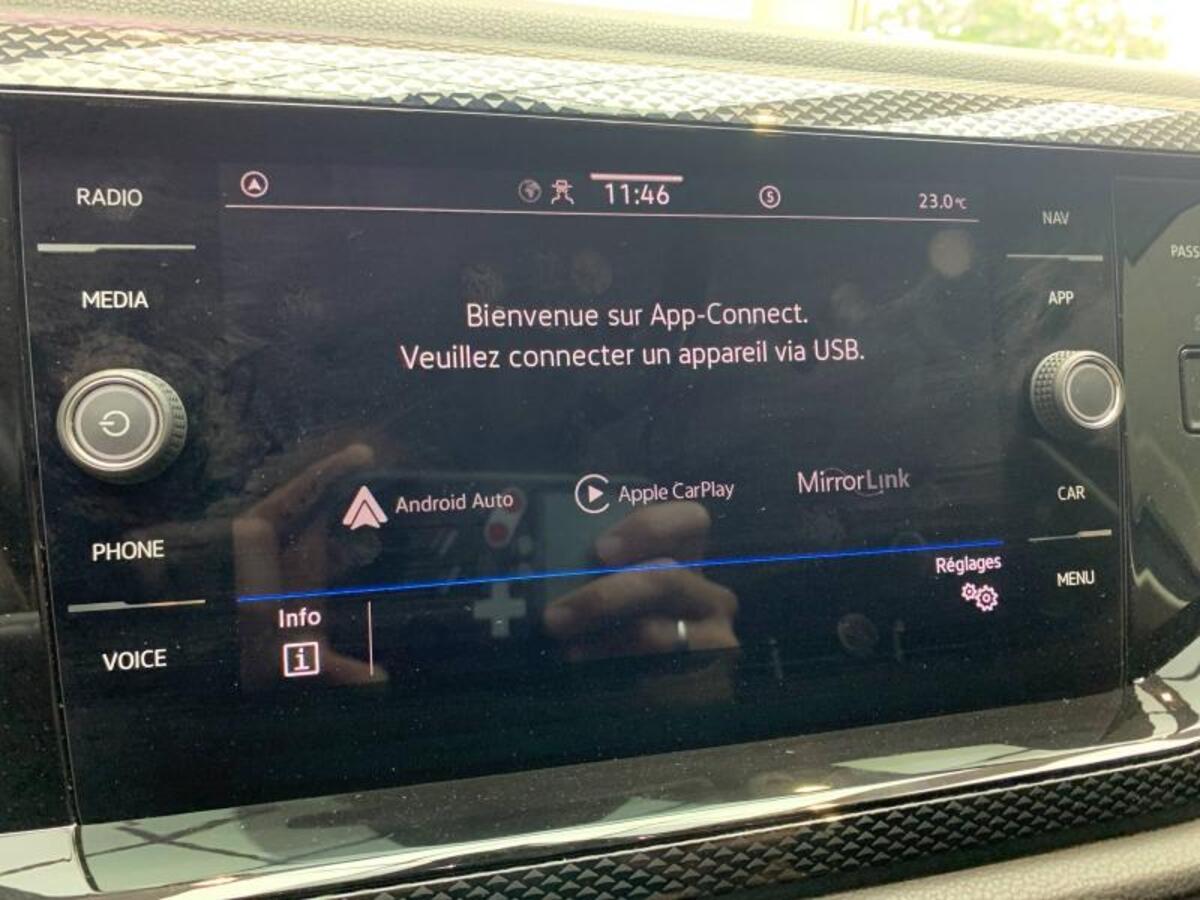 RADIO
MEDIA
PHONE
VOICE
11:46
S
23.0°C
Bienvenue sur App-Connect.
Veuillez connecter un appareil via USB.
Android Auto
Apple CarPlay
MirrorLink
Info
i
Réglages
NAV
APP
CAR
MENU
PASS